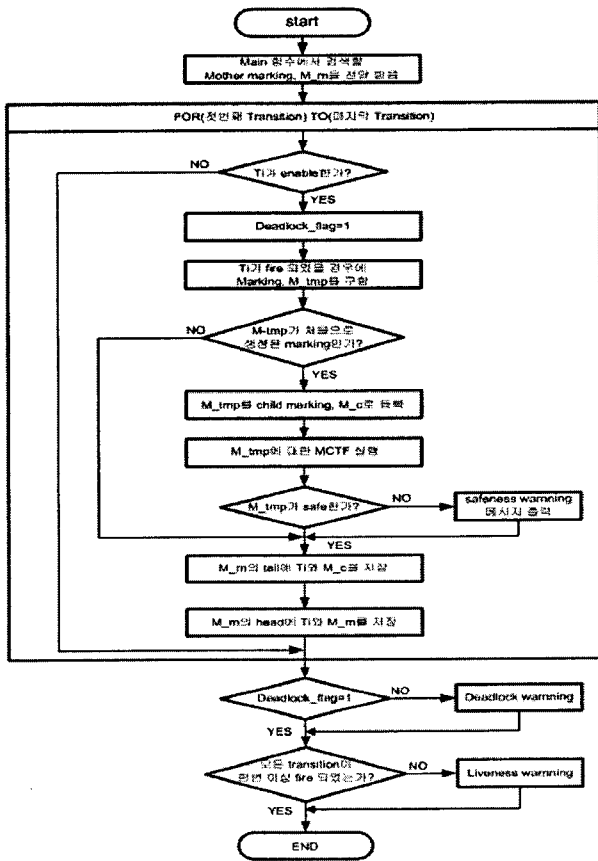 start
Main 함수에서 검색할
Mother marking, M_m을 전달 받음
FOR(첫번째 Transition) TO(마지막 Transition)
Ti가 enable한가?
NO
YES
Deadlock_flag=1
Ti가 fire 되었을 경우에
Marking, M_tmp를 구함
M-tmp가 처음으로
생성된 marking인가?
NO
YES
M_tmp를 child marking, M_c로 등록
M_tmp에 대한 MCTF 실행
M_tmp가 safe한가?
NO
safeness warnning
메시지 출력
YES
M_m의 tail에 Ti와 M_c를 저장
M_m의 head에 Ti와 M_m를 저장
Deadlock_flag=1
NO
Deadlock warnning
YES
모든 transition이
한번 이상 fire 되었는가?
NO
Liveness warnning
YES
END